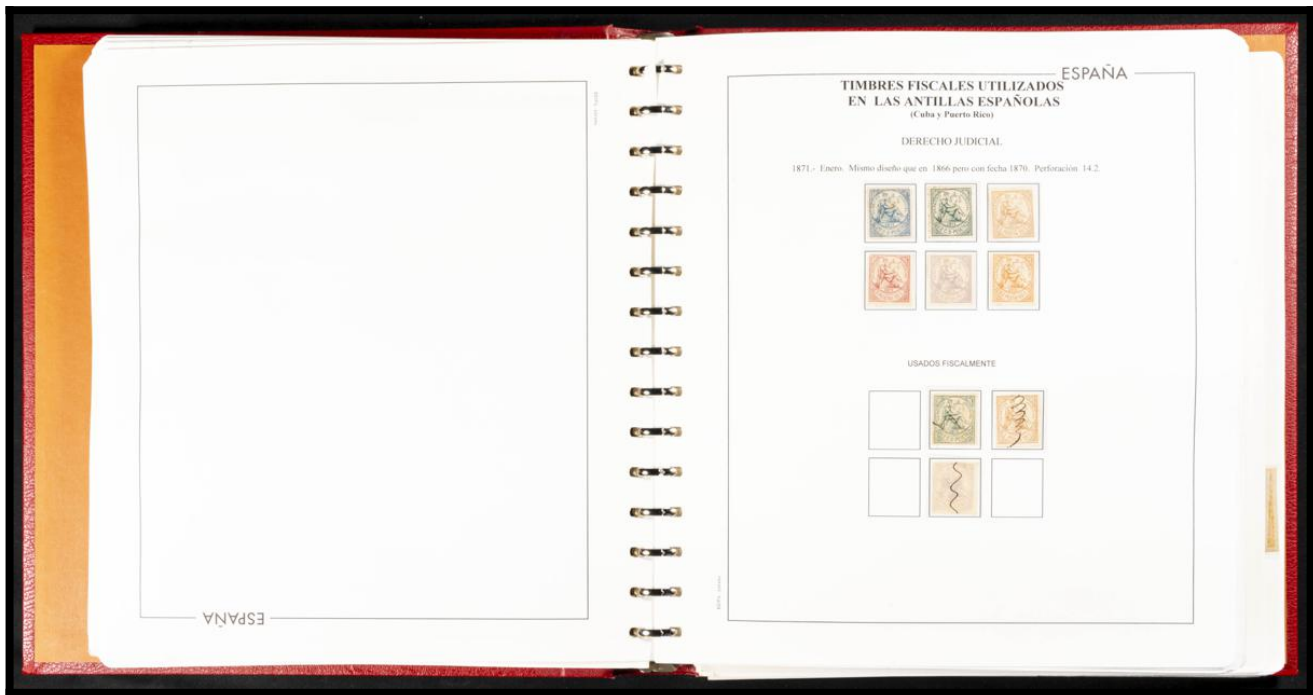 ESPAÑA
ESPAÑA
TIMBRES FISCALES UTILIZADOS
EN LAS ANTILLAS ESPAÑOLAS
(Cuba y Puerto Rico)
DERECHO JUDICIAL
1871.- Enero. Mismo diseño que en 1866 pero con fecha 1870. Perforación 14.2
USADOS FISCALMENTE